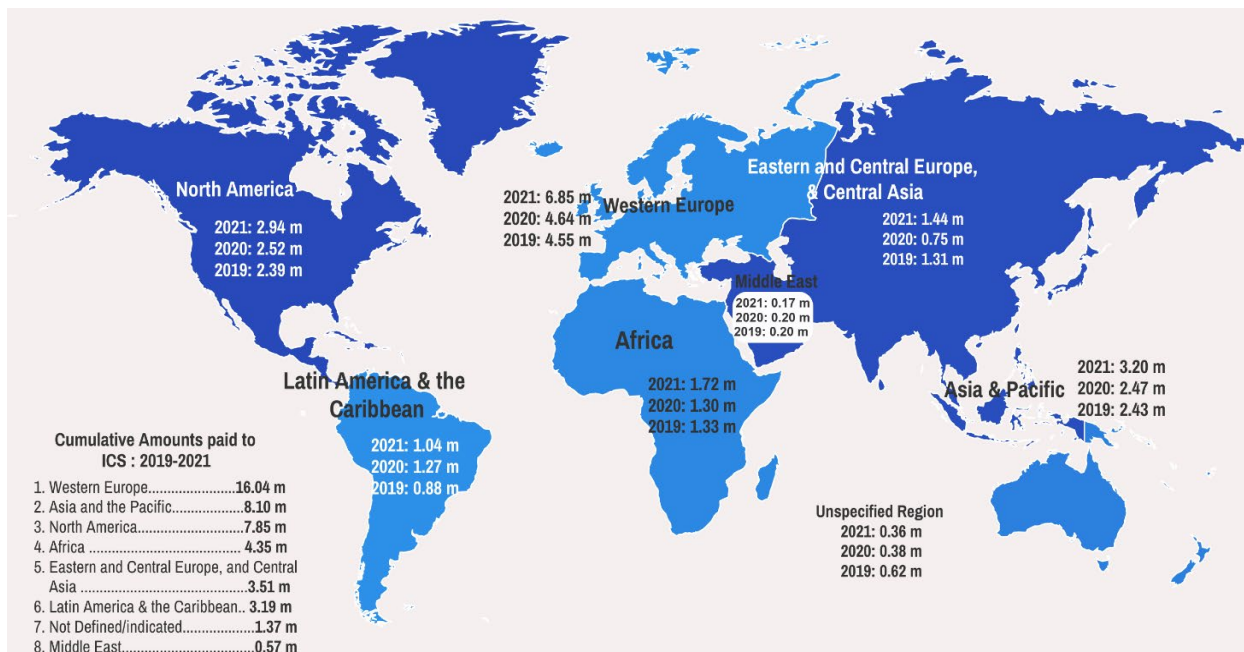 North America
2021: 2.94 m
2020: 2.52 m
2019: 2.39 m
2021: 6.85 m
2020: 4.64 m
2019: 4.55 m
Western Europe
Eastern and Central Europe,
& Central Asia
2021: 1.44 m
2020: 0.75 m
2019: 1.31 m
Middle East
2021: 0.17 m
2020: 0.20 m
2019: 0.20 m
Africa
2021: 1.72 m
2020: 1.30 m
2019: 1.33 m
Asia & Pacific
2021: 3.20 m
2020: 2.47 m
2019: 2.43 m
Latin America & the
Caribbean
2021: 1.04 m
2020: 1.27 m
2019: 0.88 m
Unspecified Region
2021: 0.36 m
2020: 0.38 m
2019: 0.62 m
Cumulative Amounts paid to
ICS : 2019-2021
1. Western Europe.......................16.04 m
2. Asia and the Pacific..................8.10 m
3. North America.........................7.85 m
4. Africa ...................................... 4.35 m
5. Eastern and Central Europe, and Central
Asia ......................................... 3.51 m
6. Latin America & the Caribbean.. 3.19 m
7. Not Defined/indicated...................1.37 m
8. Middle East...................................0.57 m